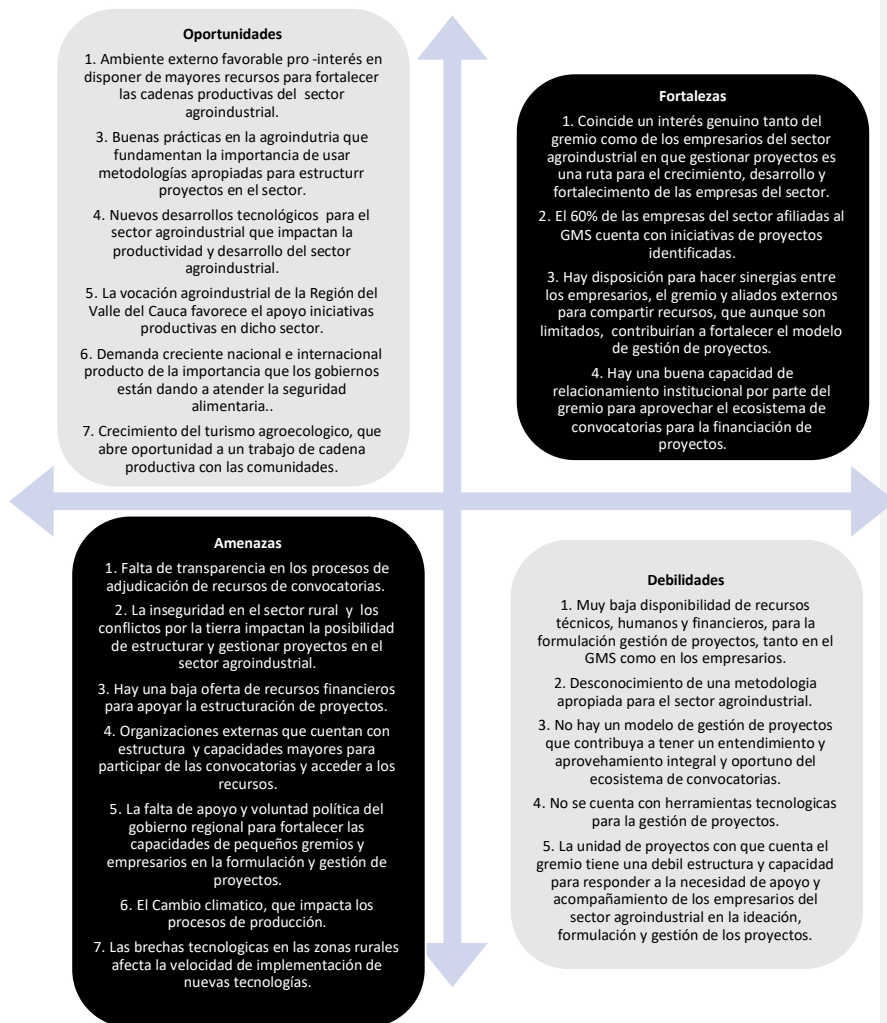 Oportunidades
1. Ambiente externo favorable pro -interés en
disponer de mayores recursos para fortalecer
las cadenas productivas del sector
agroindustrial.
3. Buenas prácticas en la agroindutria que
fundamentan la importancia de usar
metodologías apropiadas para estructurr
proyectos en el sector.
4. Nuevos desarrollos tecnológicos para el
sector agroindustrial que impactan la
productividad y desarrollo del sector
agroindustrial.
5. La vocación agroindustrial de la Región del
Valle del Cauca favorece el apoyo iniciativas
productivas en dicho sector.
6. Demanda creciente nacional e internacional
producto de la importancia que los gobiernos
están dando a atender la seguridad
alimentaria..
7. Crecimiento del turismo agroecologico, que
abre oportunidad a un trabajo de cadena
productiva con las comunidades.
Fortalezas
1. Coincide un interés genuino tanto del
gremio como de los empresarios del sector
agroindustrial en que gestionar proyectos es
una ruta para el crecimiento, desarrollo y
fortalecimento de las empresas del sector.
2. El 60% de las empresas del sector afiliadas al
GMS cuenta con iniciativas de proyectos
identificadas.
3. Hay disposición para hacer sinergias entre
los empresarios, el gremio y aliados externos
para compartir recursos, que aunque son
limitados, contribuirían a fortalecer el modelo
de gestión de proyectos.
4. Hay una buena capacidad de
relacionamiento institucional por parte del
gremio para aprovechar el ecosistema de
convocatorias para la financiación de
proyectos.
Amenazas
1. Falta de transparencia en los procesos de
adjudicación de recursos de convocatorias.
2. La inseguridad en el sector rural y los
conflictos por la tierra impactan la posibilidad
de estructurar y gestionar proyectos en el
sector agroindustrial.
3. Hay una baja oferta de recursos financieros
para apoyar la estructuración de proyectos.
4. Organizaciones externas que cuentan con
estructura y capacidades mayores para
participar de las convocatorias y acceder a los
recursos.
5. La falta de apoyo y voluntad política del
gobierno regional para fortalecer las
capacidades de pequeños gremios y
empresarios en la formulación y gestión de
proyectos.
6. El Cambio climatico, que impacta los
procesos de producción.
7. Las brechas tecnologicas en las zonas rurales
afecta la velocidad de implementación de
nuevas tecnologías.
Debilidades
1. Muy baja disponibilidad de recursos
técnicos, humanos y financieros, para la
formulación gestión de proyectos, tanto en el
GMS como en los empresarios.
2. Desconocimiento de una metodologia
apropiada para el sector agroindustrial.
3. No hay un modelo de gestión de proyectos
que contribuya a tener un entendimiento y
aprovehamiento integral y oportuno del
ecosistema de convocatorias.
4. No se cuenta con herramientas tecnologicas
para la gestión de proyectos.
5. La unidad de proyectos con que cuenta el
gremio tiene una debil estructura y capacidad
para responder a la necesidad de apoyo y
acompañamiento de los empresarios del
sector agroindustrial en la ideación,
formulación y gestión de los proyectos.